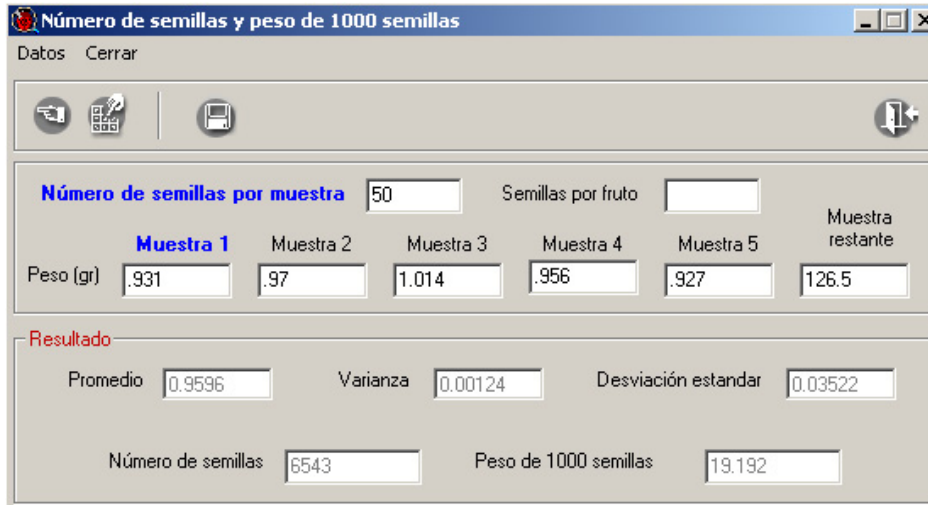 Número de semillas y peso de 1000 semillas
Datos Cerrar
Número de semillas por muestra 50 Semillas por fruto
Muestra 1 Muestra 2 Muestra 3 Muestra 4 Muestra 5 Muestra restante
Peso (gr) .931 .97 1.014 .956 .927 126.5
Resultado
Promedio 0.9596 Varianza 0.00124 Desviación estandar 0.03522
Número de semillas 6543 Peso de 1000 semillas 19.192